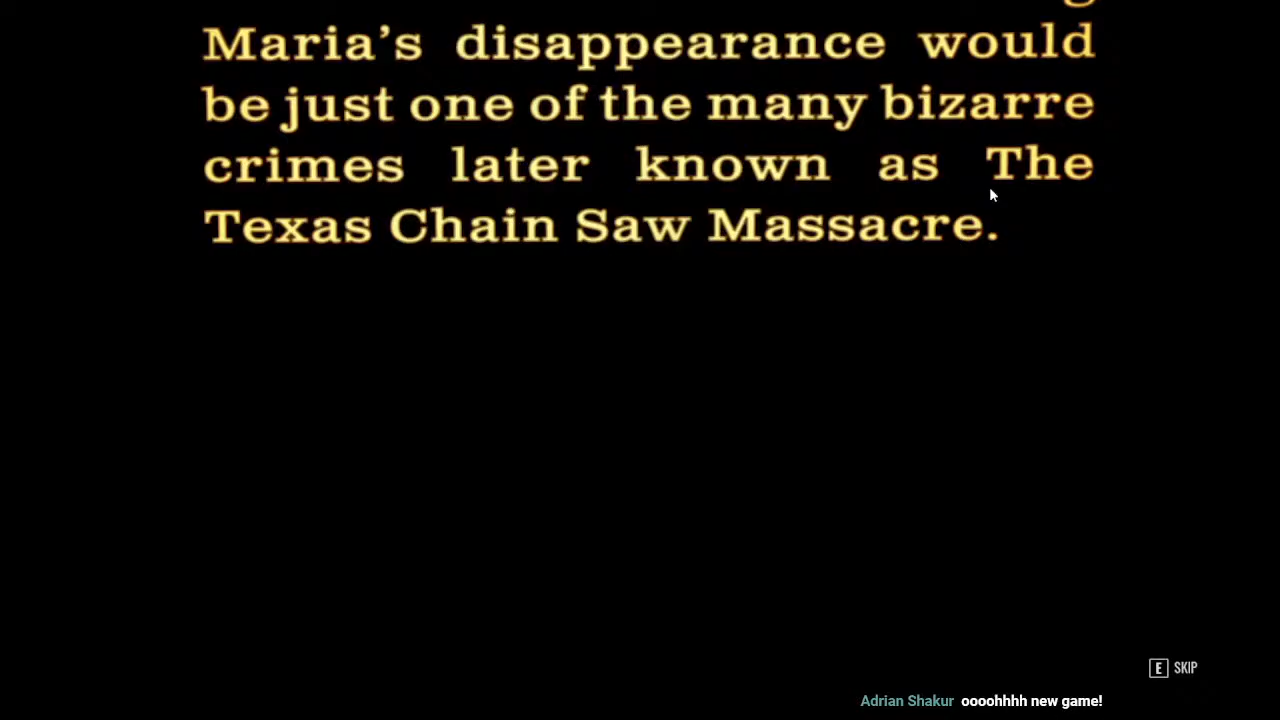 Maria's disappearance would
be just one of the many bizarre
crimes later known as The
Texas Chain Saw Massacre.
E SKIP
Adrian Shakur oooohhhh new game!